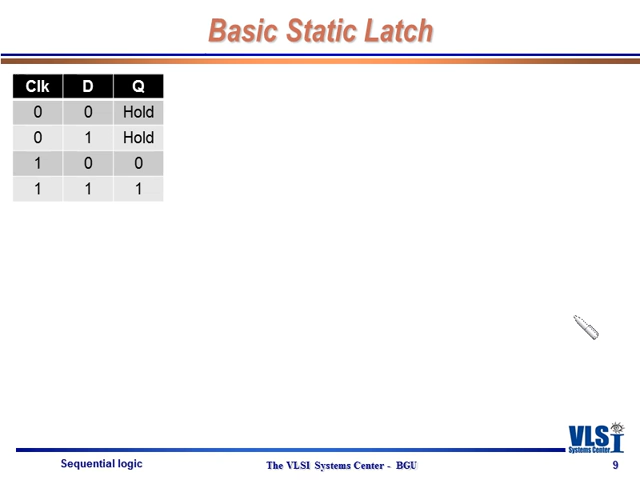 Basic Static Latch
Clk D Q
0 0 Hold
0 1 Hold
1 0 0
1 1 1
VLSI
Systems Center
Sequential logic
The VLSI Systems Center - BGU
9